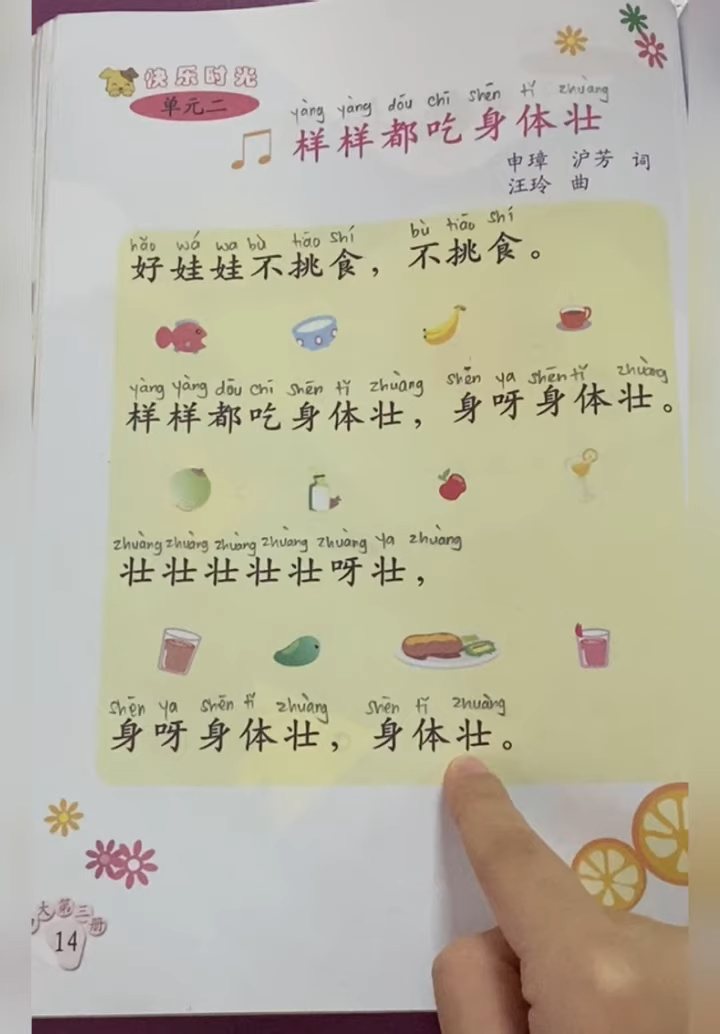 快乐时光
单元二
yàng yàng dōu chī shēn tǐ zhuàng
样样都吃身体壮
申璋 沪芳 词
汪玲 曲
hǎo wá wa bù tiāo shí bù tiāo shí
好娃娃不挑食，不挑食。
yàng yàng dōu chī shēn tǐ zhuàng shēn ya shēn tǐ zhuàng
样样都吃身体壮，身呀身体壮。
zhuàng zhuàng zhuàng zhuàng zhuàng ya zhuàng
壮壮壮壮壮呀壮，
shēn ya shēn tǐ zhuàng shēn tǐ zhuàng
身呀身体壮，身体壮。
大第三册
14